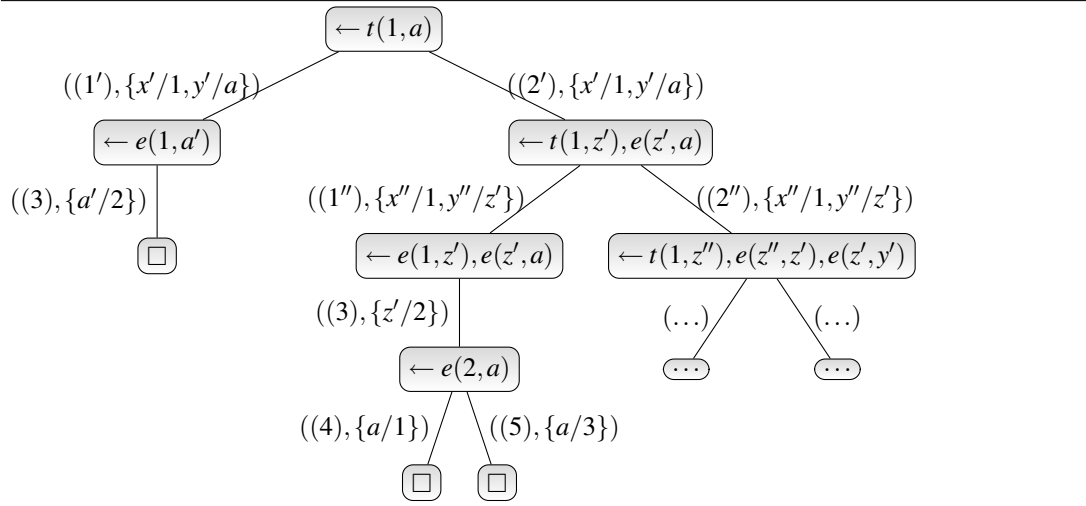 ← t(1,a)
((1′),{x′/1,y′/a}) ((2′),{x′/1,y′/a})
← e(1,a′) ← t(1,z′),e(z′,a)
((3),{a′/2}) ((1′′),{x′′/1,y′′/z′}) ((2′′),{x′′/1,y′′/z′})
□ ← e(1,z′),e(z′,a) ← t(1,z′′),e(z′′,z′),e(z′,y′)
((3),{z′/2}) (...) (...)
← e(2,a) ··· ···
((4),{a/1}) ((5),{a/3})
□ □